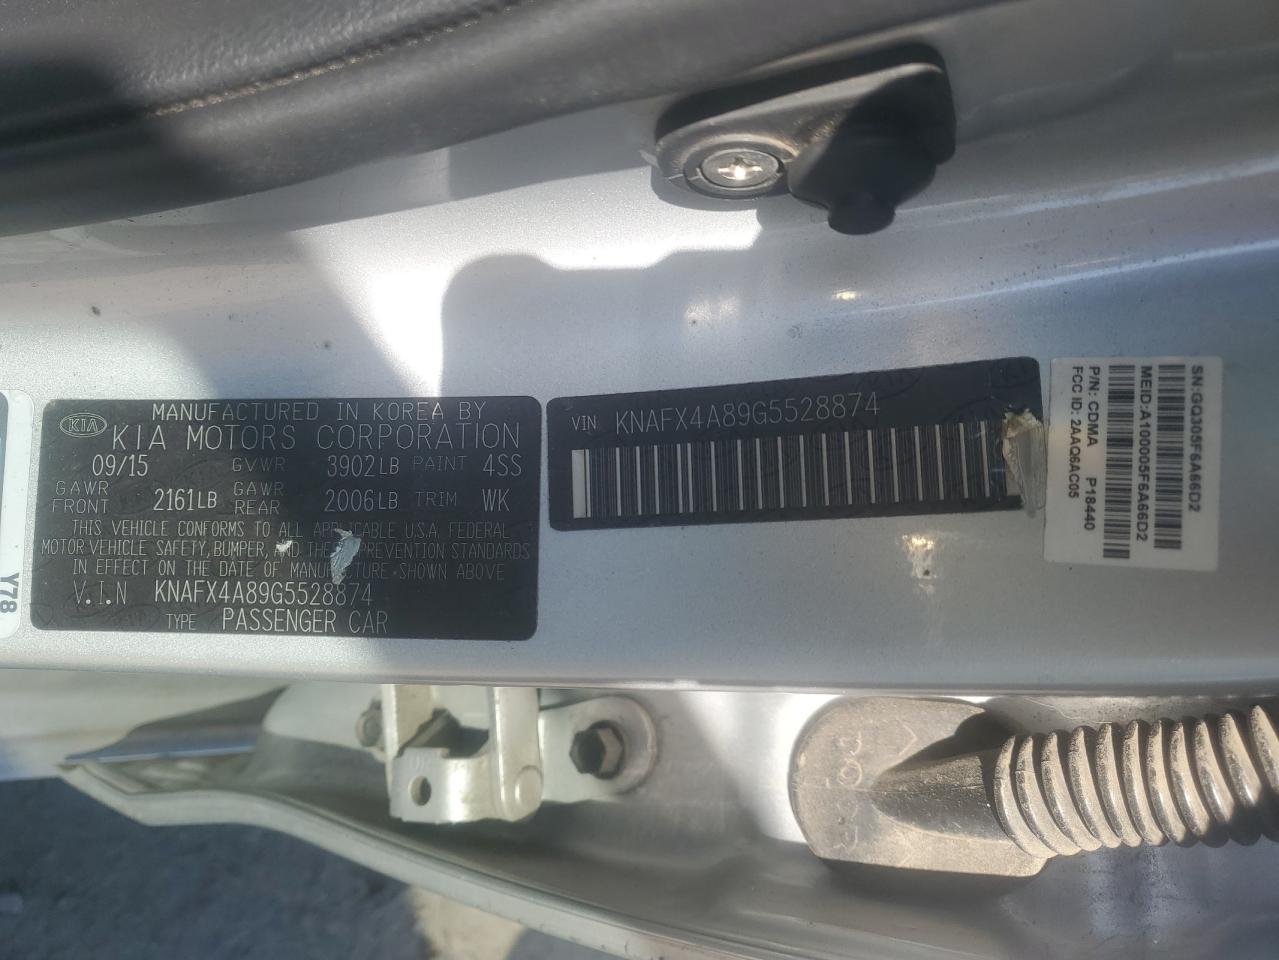 KIA
MANUFACTURED IN KOREA BY
KIA MOTORS CORPORATION
09/15 GVWR 3902LB PAINT 4SS
GAWR FRONT 2161LB GAWR REAR 2006LB TRIM WK
THIS VEHICLE CONFORMS TO ALL APPLICABLE U.S.A. FEDERAL
MOTOR VEHICLE SAFETY, BUMPER, AND THEFT PREVENTION STANDARDS
IN EFFECT ON THE DATE OF MANUFACTURE SHOWN ABOVE
V.I.N KNAFX4A89G5528874
TYPE PASSENGER CAR
VIN KNAFX4A89G5528874
SN:GQ305F6A66D2
MEID:A100005F6A66D2
P/N: CDMA P18440
FCC ID: 2AAQ6AC05
Y78